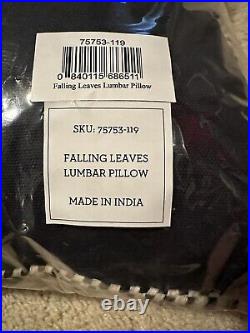 75753-119
0 840115 686511
Falling Leaves Lumbar Pillow
SKU: 75753-119
FALLING LEAVES
LUMBAR PILLOW
MADE IN INDIA